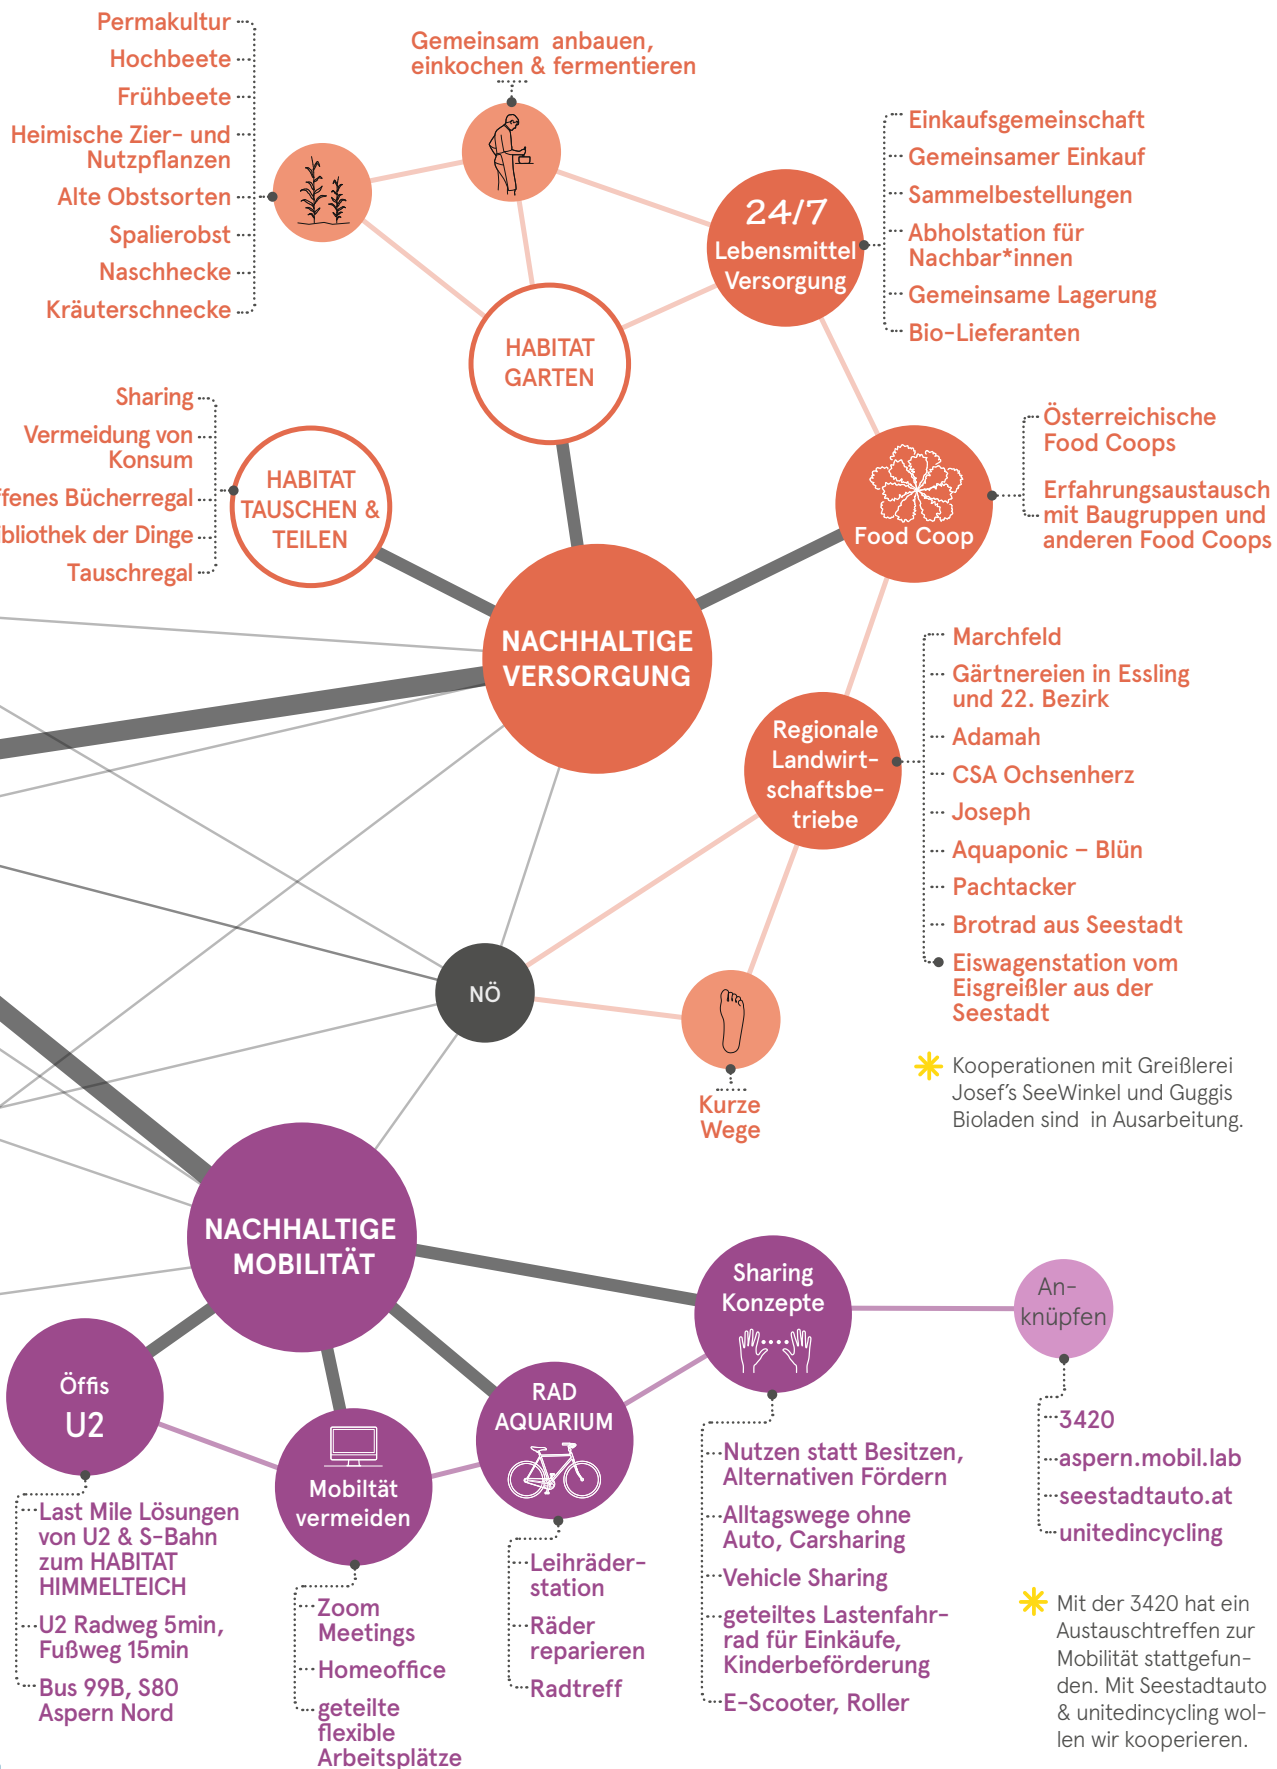 Permakultur
Hochbeete
Frühbeete
Heimische Zier- und
Nutzpflanzen
Alte Obstsorten
Spalierobst
Naschhecke
Kräuterschnecke
Gemeinsam anbauen,
einkochen & fermentieren
24/7
Lebensmittel
Versorgung
Einkaufsgemeinschaft
Gemeinsamer Einkauf
Sammelbestellungen
Abholstation für
Nachbar*innen
Gemeinsame Lagerung
Bio-Lieferanten
HABITAT
GARTEN
Sharing
Vermeidung von
Konsum
ffenes Bücherregal
bliothek der Dinge
Tauschregal
HABITAT
TAUSCHEN &
TEILEN
Food Coop
Österreichische
Food Coops
Erfahrungsaustausch
mit Baugruppen und
anderen Food Coops
NACHHALTIGE
VERSORGUNG
Regionale
Landwirt-
schaftsbe-
triebe
Marchfeld
Gärtnereien in Essling
und 22. Bezirk
Adamah
CSA Ochsenherz
Joseph
Aquaponic – Blün
Pachtacker
Brotrad aus Seestadt
Eiswagenstation vom
Eisgreißler aus der
Seestadt
NÖ
Kurze
Wege
Kooperationen mit Greißlerei
Josef's SeeWinkel und Guggis
Bioladen sind in Ausarbeitung.
NACHHALTIGE
MOBILITÄT
Sharing
Konzepte
An-
knüpfen
Öffis
U2
RAD
AQUARIUM
Mobiltät
vermeiden
Last Mile Lösungen
von U2 & S-Bahn
zum HABITAT
HIMMELTEICH
U2 Radweg 5min,
Fußweg 15min
Bus 99B, S80
Aspern Nord
Zoom
Meetings
Homeoffice
geteilte
flexible
Arbeitsplätze
Leihräder-
station
Räder
reparieren
Radtreff
Nutzen statt Besitzen,
Alternativen Fördern
Alltagswege ohne
Auto, Carsharing
Vehicle Sharing
geteiltes Lastenfahr-
rad für Einkäufe,
Kinderbeförderung
E-Scooter, Roller
3420
aspern.mobil.lab
seestadtauto.at
unitedincycling
Mit der 3420 hat ein
Austauschtreffen zur
Mobilität stattgefun-
den. Mit Seestadtauto
& unitedincycling wol-
len wir kooperieren.